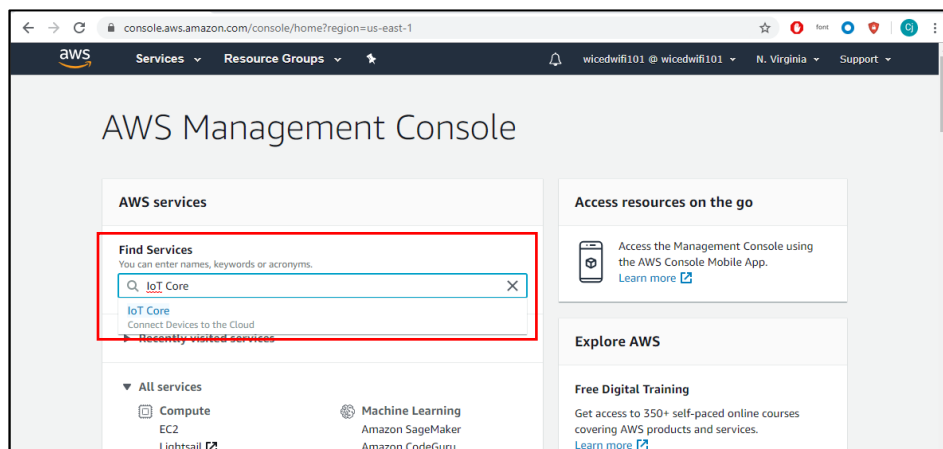 console.aws.amazon.com/console/home?region=us-east-1
font
Cj
aws
Services
Resource Groups
wicedwifi101 @ wicedwifi101
N. Virginia
Support
AWS Management Console
AWS services
Find Services
You can enter names, keywords or acronyms.
IoT Core
IoT Core
Connect Devices to the Cloud
Recently visited services
All services
Compute
EC2
Lightsail
Machine Learning
Amazon SageMaker
Amazon CodeGuru
Access resources on the go
Access the Management Console using
the AWS Console Mobile App.
Learn more
Explore AWS
Free Digital Training
Get access to 350+ self-paced online courses
covering AWS products and services.
Learn more